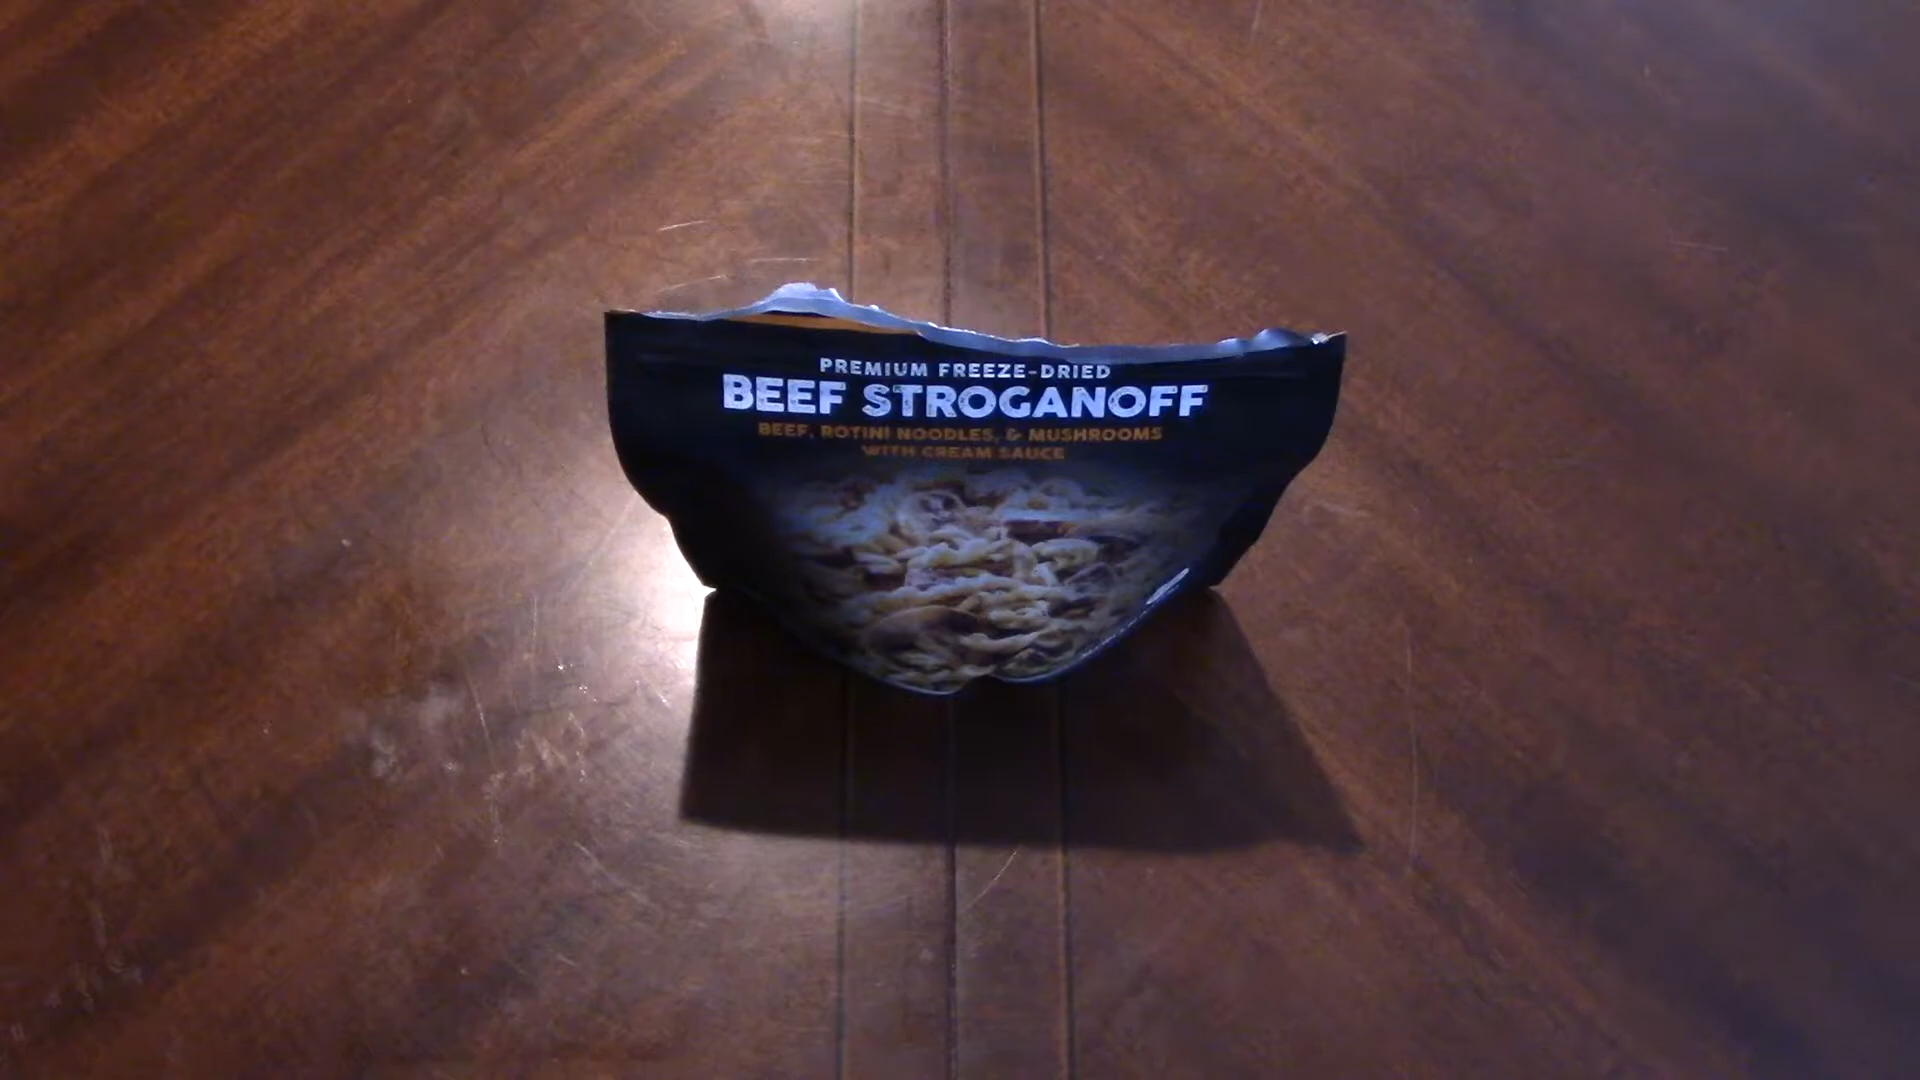 PREMIUM FREEZE-DRIED
BEEF STROGANOFF
BEEF, ROTINI NOODLES, & MUSHROOMS
WITH CREAM SAUCE